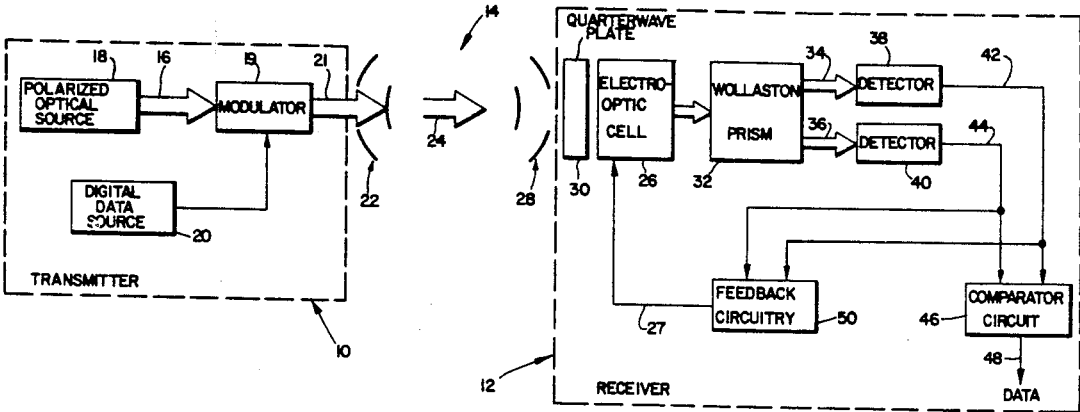 14
QUARTERWAVE
PLATE
18
16
19
21
34
38
42
POLARIZED
OPTICAL
SOURCE
MODULATOR
ELECTRO-
OPTIC
CELL
WOLLASTON
PRISM
DETECTOR
24
36
DETECTOR
44
22
28
30
26
32
40
DIGITAL
DATA
SOURCE
20
TRANSMITTER
10
27
FEEDBACK
CIRCUITRY
50
46
COMPARATOR
CIRCUIT
48
12
RECEIVER
DATA